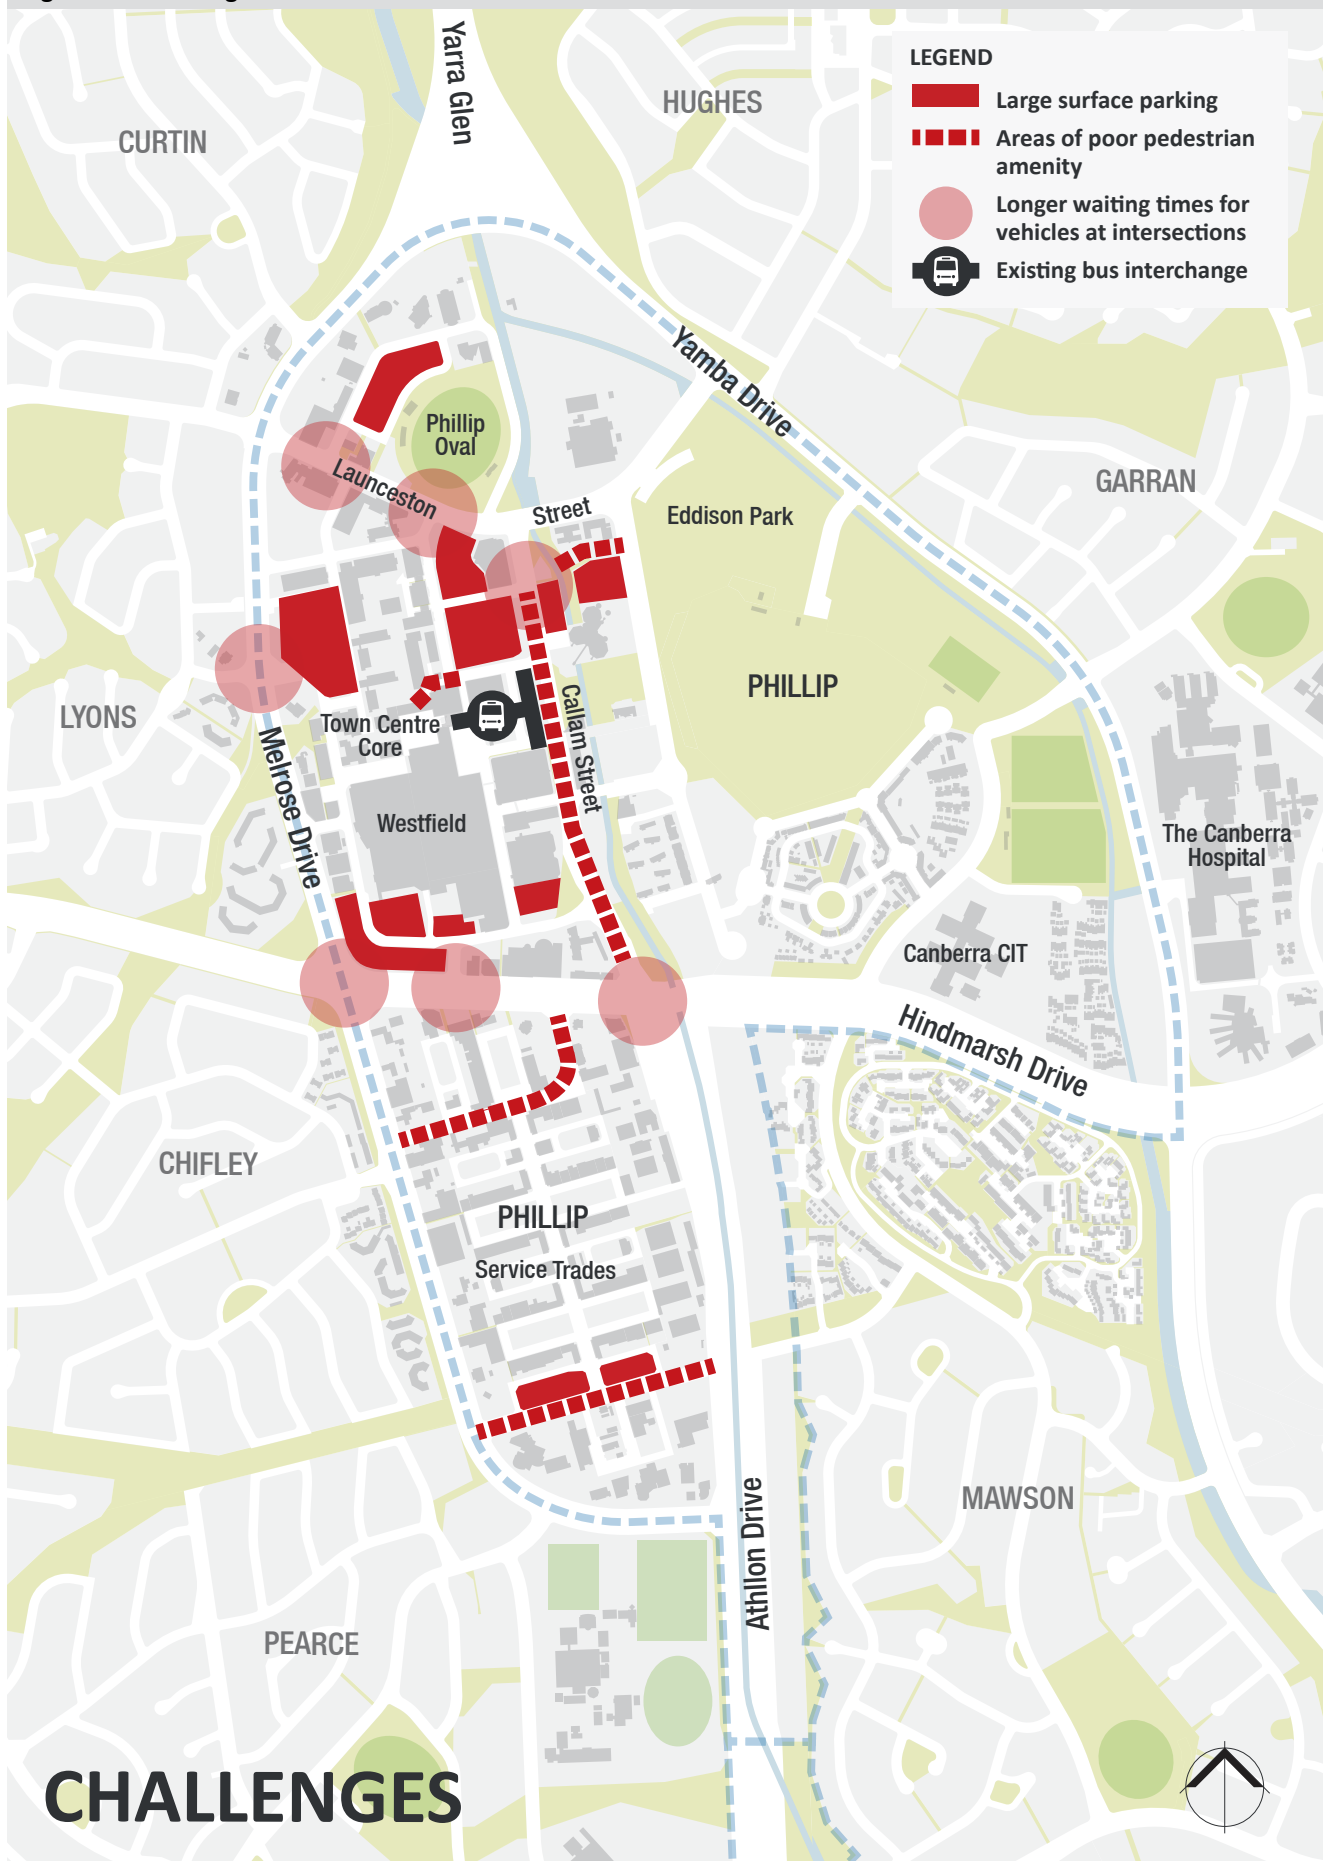 Yarra Glen
HUGHES
CURTIN
LEGEND
Large surface parking
Areas of poor pedestrian
amenity
Longer waiting times for
vehicles at intersections
Existing bus interchange
Yamba Drive
Phillip
Oval
Launceston
Street
Eddison Park
GARRAN
PHILLIP
LYONS
Town Centre
Core
Callam Street
Melrose Drive
Westfield
The Canberra
Hospital
Canberra CIT
Hindmarsh Drive
CHIFLEY
PHILLIP
Service Trades
MAWSON
Athllon Drive
PEARCE
CHALLENGES